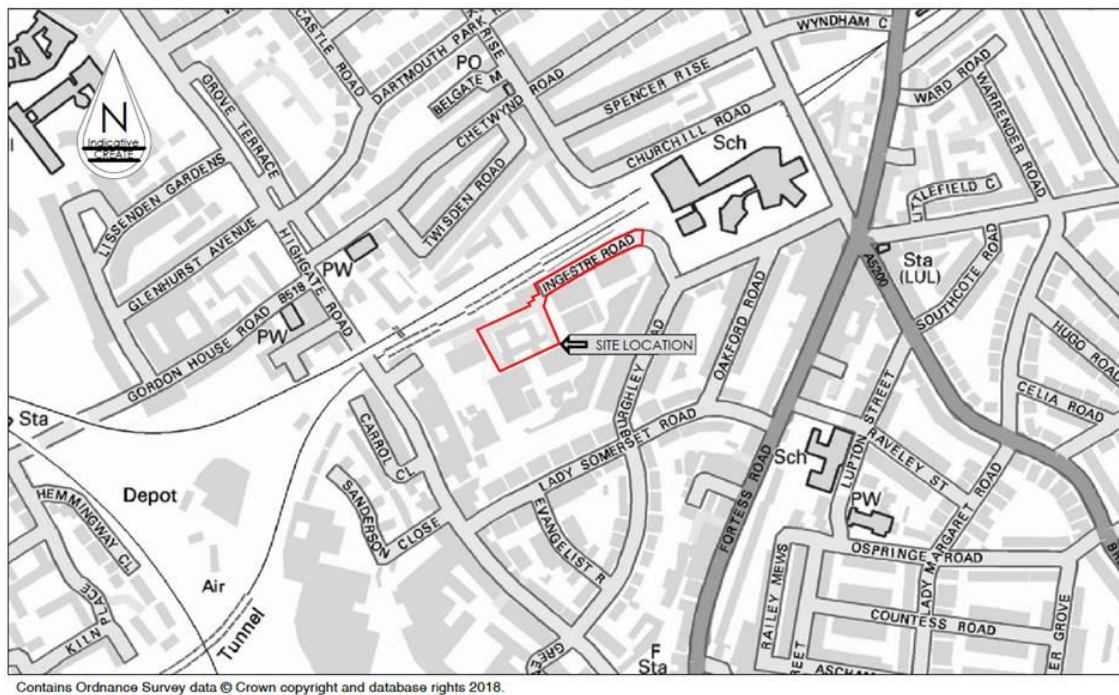 WYNDHAM C
CASTLE ROAD
DARTMOUTH PARK
RISE
PO
BELGATE M
CHETWYND ROAD
SPENCER RISE
WARD ROAD
WARRENDER ROAD
N
Indicative
CREATE
GROVE TERRACE
CHURCHILL ROAD
Sch
LISSENDEN GARDENS
TWISDEN ROAD
LITTLEFIELD C
GLENHURST AVENUE
HIGHGATE ROAD
PW
INGESTRE ROAD
A5200
Sta
(LUL)
SOUTHCOTE ROAD
GORDON HOUSE ROAD B518
PW
SITE LOCATION
BURGHLEY ROAD
OAKFORD ROAD
HUGO ROAD
Sta
CARROL CL
CELIA ROAD
LADY SOMERSET ROAD
FORTESS ROAD
Sch
LUPTON STREET
RAVELEY ST
Depot
HEMMINGWAY CL
SANDERSON CLOSE
EVANGELIST R
PW
LADY MARGARET ROAD
OSPRINGE ROAD
Air
RAILEY MEWS
COUNTESS ROAD
KILN PLACE
Tunnel
GREE
F
Sta
STREET
ASCHAM
ER GROVE
Contains Ordnance Survey data © Crown copyright and database rights 2018.